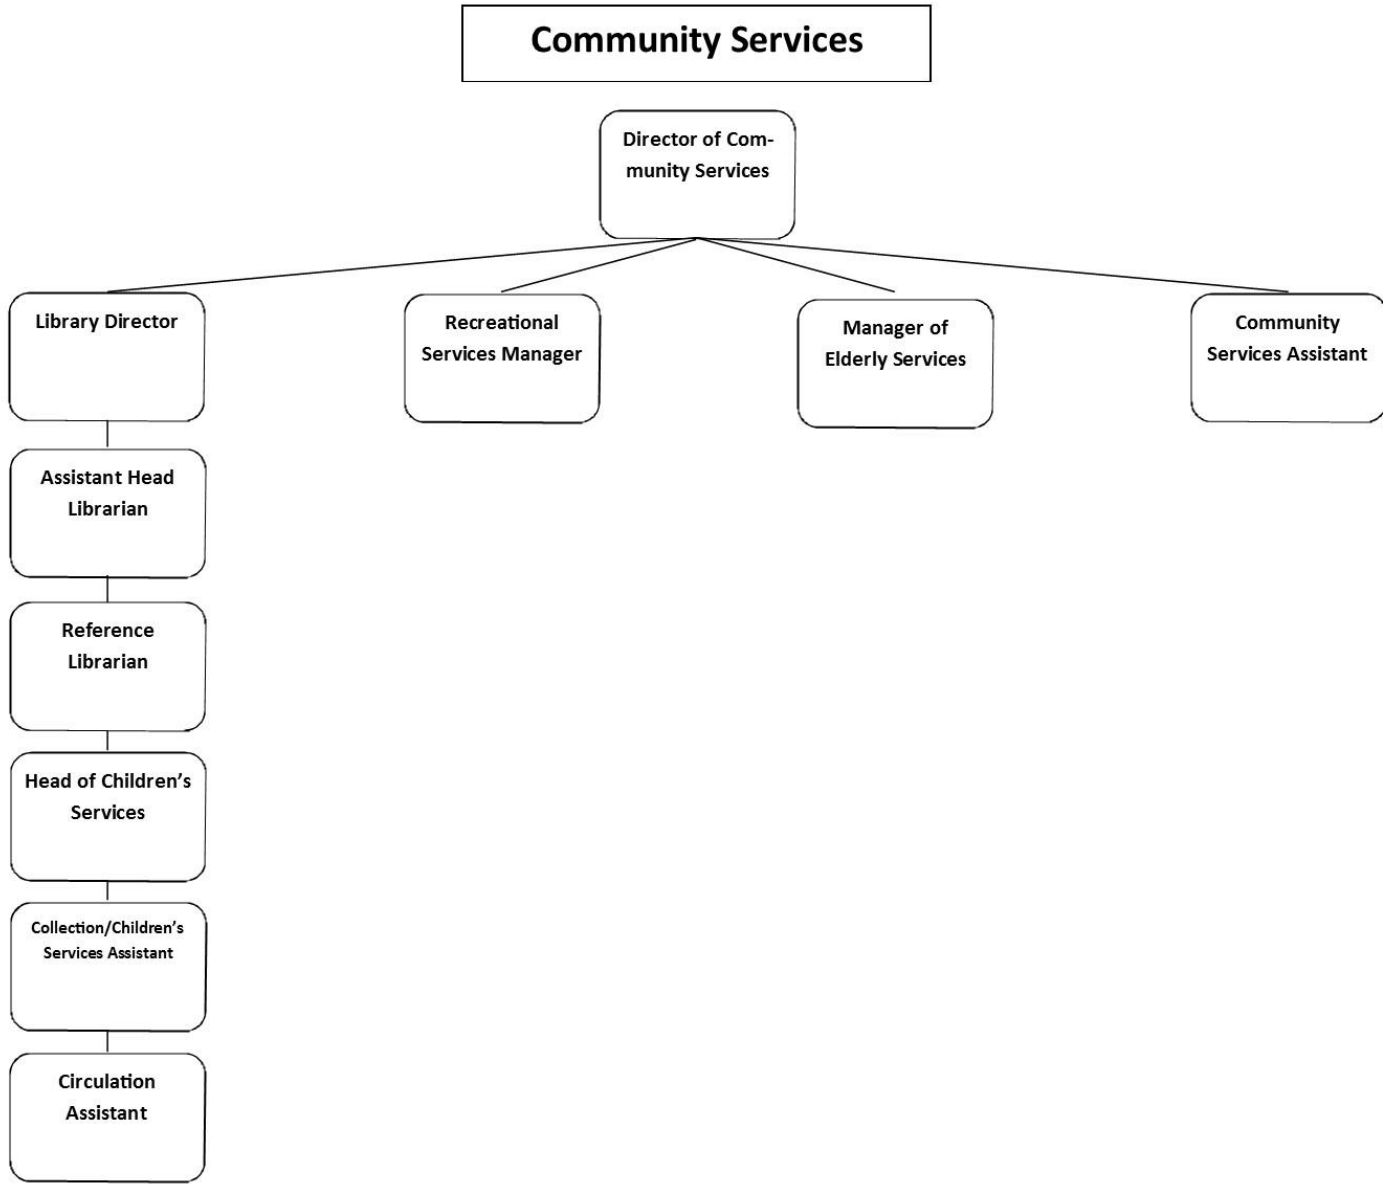 Community Services
Director of Com-
munity Services
Library Director
Recreational
Services Manager
Manager of
Elderly Services
Community
Services Assistant
Assistant Head
Librarian
Reference
Librarian
Head of Children’s
Services
Collection/Children’s
Services Assistant
Circulation
Assistant